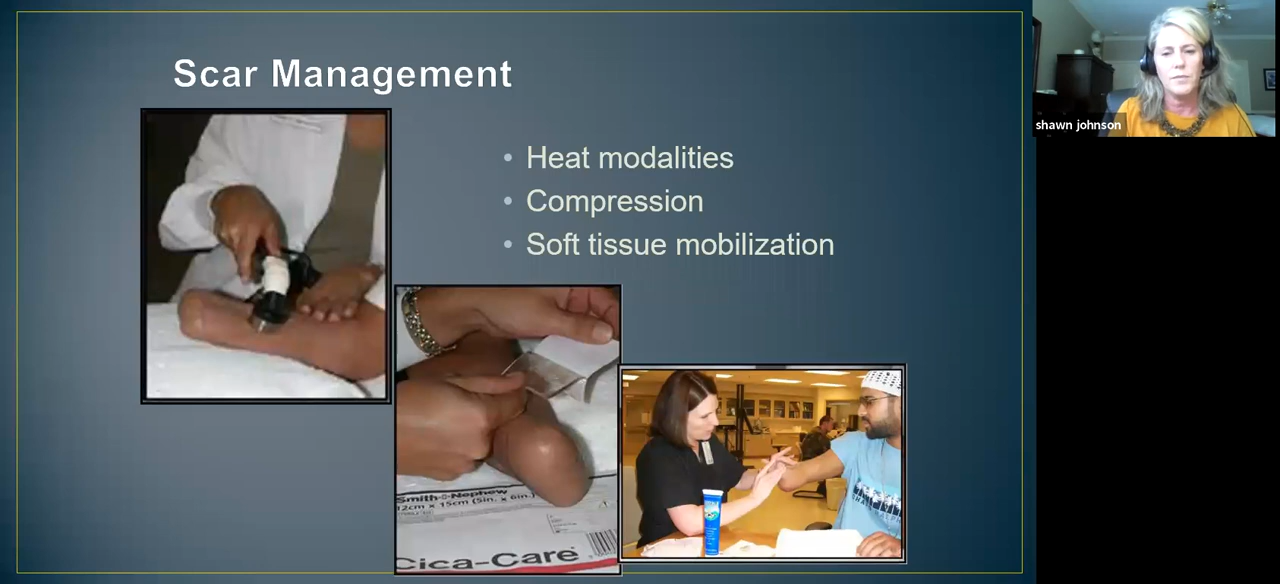 Scar Management
shawn johnson
• Heat modalities
• Compression
• Soft tissue mobilization
Smith+Nephew
12cm x 15cm (5in. x 6in.)
Cica-Care